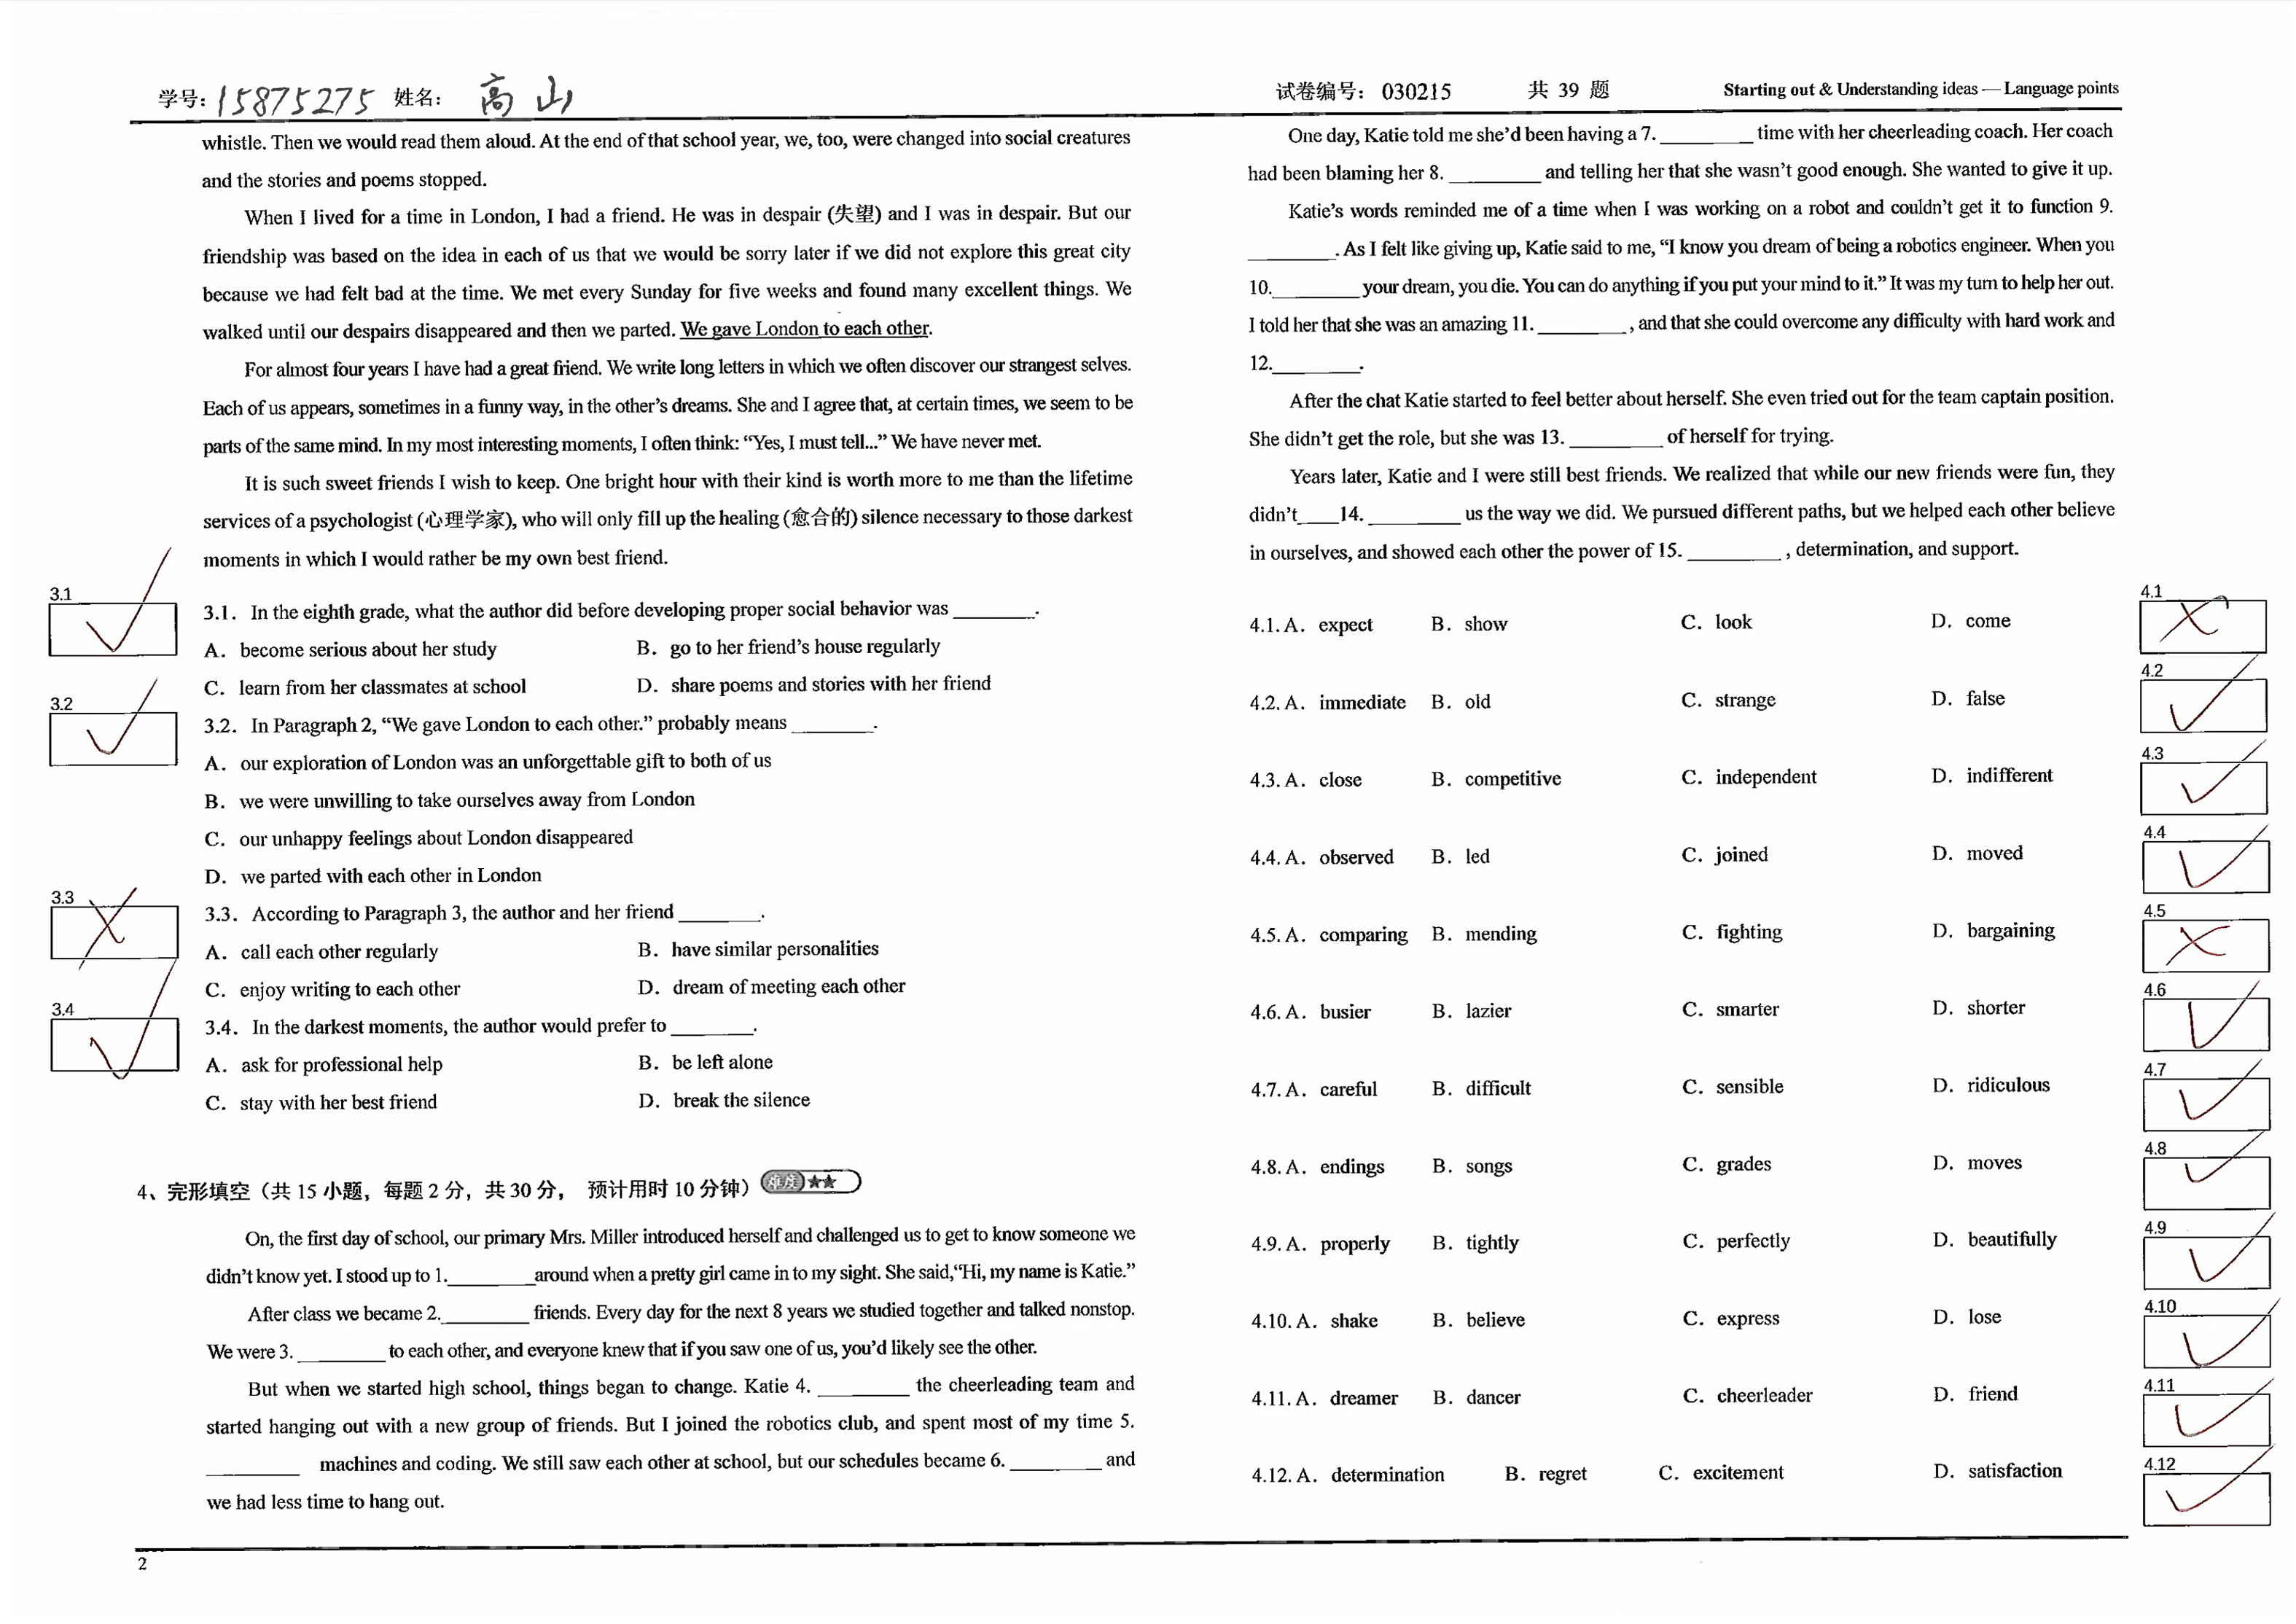 学号: 15875275 姓名: 高山 试卷编号: 030215 共 39 题 Starting out & Understanding ideas — Language points
whistle. Then we would read them aloud. At the end of that school year, we, too, were changed into social creatures
and the stories and poems stopped.
When I lived for a time in London, I had a friend. He was in despair (失望) and I was in despair. But our
friendship was based on the idea in each of us that we would be sorry later if we did not explore this great city
because we had felt bad at the time. We met every Sunday for five weeks and found many excellent things. We
walked until our despairs disappeared and then we parted. We gave London to each other.
For almost four years I have had a great friend. We write long letters in which we often discover our strangest selves.
Each of us appears, sometimes in a funny way, in the other's dreams. She and I agree that, at certain times, we seem to be
parts of the same mind. In my most interesting moments, I often think: "Yes, I must tell..." We have never met.
It is such sweet friends I wish to keep. One bright hour with their kind is worth more to me than the lifetime
services of a psychologist (心理学家), who will only fill up the healing (愈合的) silence necessary to those darkest
moments in which I would rather be my own best friend.
3.1
3.1. In the eighth grade, what the author did before developing proper social behavior was ________.
A. become serious about her study B. go to her friend's house regularly
C. learn from her classmates at school D. share poems and stories with her friend
3.2
3.2. In Paragraph 2, "We gave London to each other." probably means ________.
A. our exploration of London was an unforgettable gift to both of us
B. we were unwilling to take ourselves away from London
C. our unhappy feelings about London disappeared
D. we parted with each other in London
3.3
3.3. According to Paragraph 3, the author and her friend ________.
A. call each other regularly B. have similar personalities
C. enjoy writing to each other D. dream of meeting each other
3.4
3.4. In the darkest moments, the author would prefer to ________.
A. ask for professional help B. be left alone
C. stay with her best friend D. break the silence
4、完形填空（共 15 小题，每题 2 分，共 30 分， 预计用时 10 分钟） 难度 ★★
On, the first day of school, our primary Mrs. Miller introduced herself and challenged us to get to know someone we
didn't know yet. I stood up to 1.________around when a pretty girl came in to my sight. She said,"Hi, my name is Katie."
After class we became 2.________ friends. Every day for the next 8 years we studied together and talked nonstop.
We were 3. ________ to each other, and everyone knew that if you saw one of us, you'd likely see the other.
But when we started high school, things began to change. Katie 4. ________ the cheerleading team and
started hanging out with a new group of friends. But I joined the robotics club, and spent most of my time 5.
________ machines and coding. We still saw each other at school, but our schedules became 6. ________ and
we had less time to hang out.
2
One day, Katie told me she'd been having a 7. ________ time with her cheerleading coach. Her coach
had been blaming her 8. ________ and telling her that she wasn't good enough. She wanted to give it up.
Katie's words reminded me of a time when I was working on a robot and couldn't get it to function 9.
________. As I felt like giving up, Katie said to me, "I know you dream of being a robotics engineer. When you
10.________ your dream, you die. You can do anything if you put your mind to it." It was my turn to help her out.
I told her that she was an amazing 11. ________ , and that she could overcome any difficulty with hard work and
12.________.
After the chat Katie started to feel better about herself. She even tried out for the team captain position.
She didn't get the role, but she was 13. ________ of herself for trying.
Years later, Katie and I were still best friends. We realized that while our new friends were fun, they
didn't ___14. ________ us the way we did. We pursued different paths, but we helped each other believe
in ourselves, and showed each other the power of 15. ________ , determination, and support.
4.1. A. expect B. show C. look D. come
4.1
4.2. A. immediate B. old C. strange D. false
4.2
4.3. A. close B. competitive C. independent D. indifferent
4.3
4.4. A. observed B. led C. joined D. moved
4.4
4.5. A. comparing B. mending C. fighting D. bargaining
4.5
4.6. A. busier B. lazier C. smarter D. shorter
4.6
4.7. A. careful B. difficult C. sensible D. ridiculous
4.7
4.8. A. endings B. songs C. grades D. moves
4.8
4.9. A. properly B. tightly C. perfectly D. beautifully
4.9
4.10. A. shake B. believe C. express D. lose
4.10
4.11. A. dreamer B. dancer C. cheerleader D. friend
4.11
4.12. A. determination B. regret C. excitement D. satisfaction
4.12